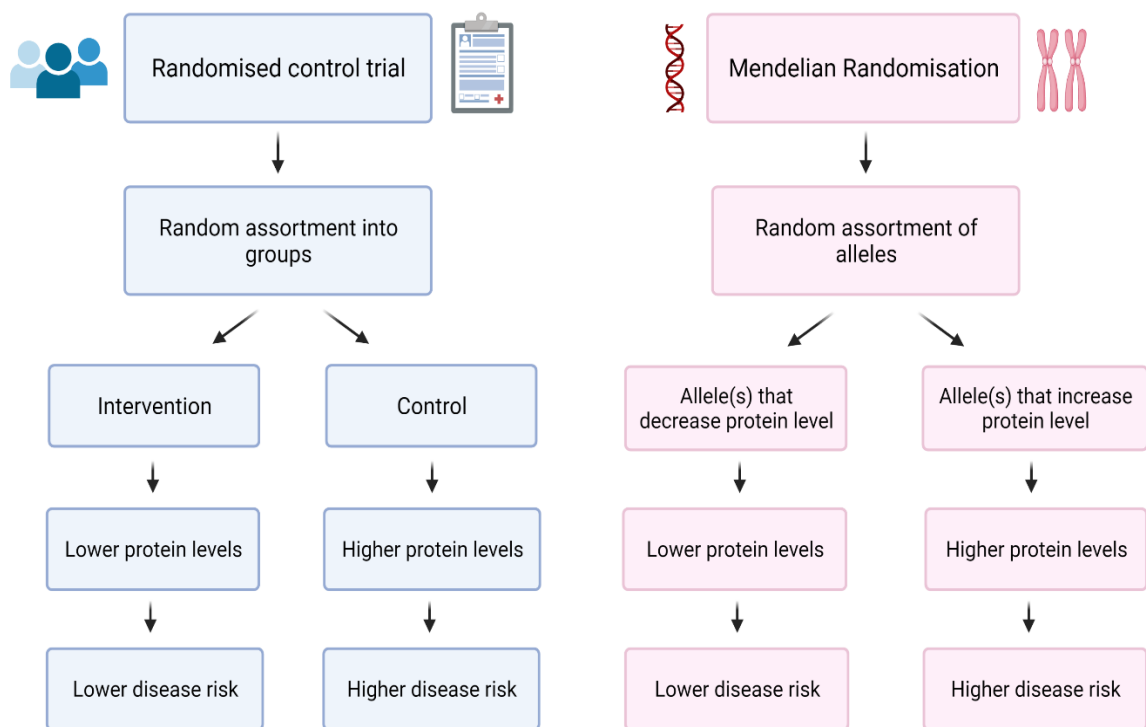 Randomised control trial
Mendelian Randomisation
Random assortment into
groups
Random assortment of
alleles
Intervention
Control
Allele(s) that
decrease protein level
Allele(s) that increase
protein level
Lower protein levels
Higher protein levels
Lower protein levels
Higher protein levels
Lower disease risk
Higher disease risk
Lower disease risk
Higher disease risk